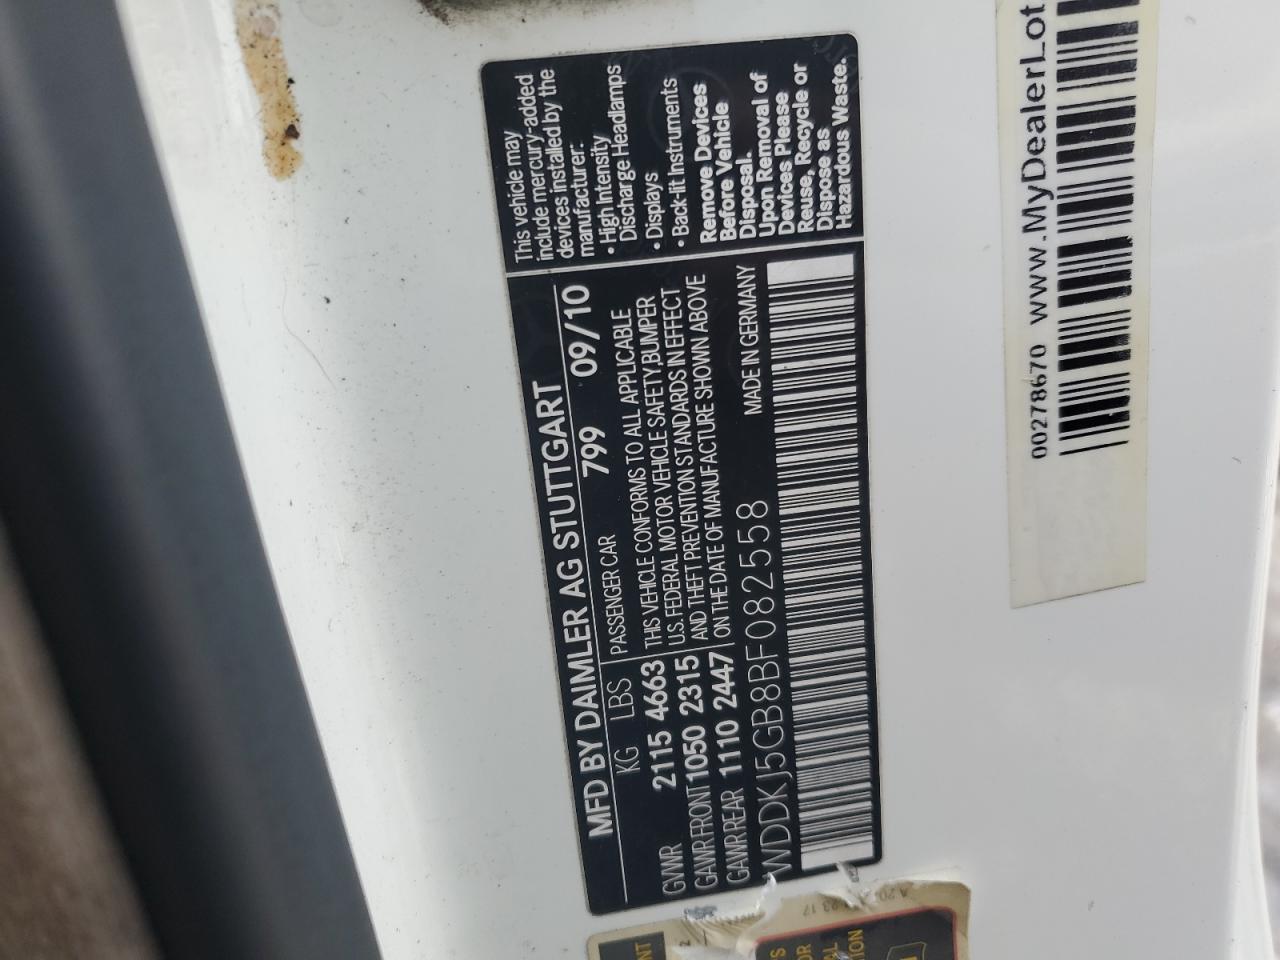 MFD BY DAIMLER AG STUTTGART
KG LBS PASSENGER CAR 799 09/10
GVWR 2115 4663
GAWR FRONT 1050 2315
GAWR REAR 1110 2447
THIS VEHICLE CONFORMS TO ALL APPLICABLE
U.S. FEDERAL MOTOR VEHICLE SAFETY, BUMPER
AND THEFT PREVENTION STANDARDS IN EFFECT
ON THE DATE OF MANUFACTURE SHOWN ABOVE
WDDKJ5GB8BF082558 MADE IN GERMANY
This vehicle may
include mercury-added
devices installed by the
manufacturer:
• High Intensity
Discharge Headlamps
• Displays
• Back-lit Instruments
Remove Devices
Before Vehicle
Disposal.
Upon Removal of
Devices Please
Reuse, Recycle or
Dispose as
Hazardous Waste.
00278670 www.MyDealerLot